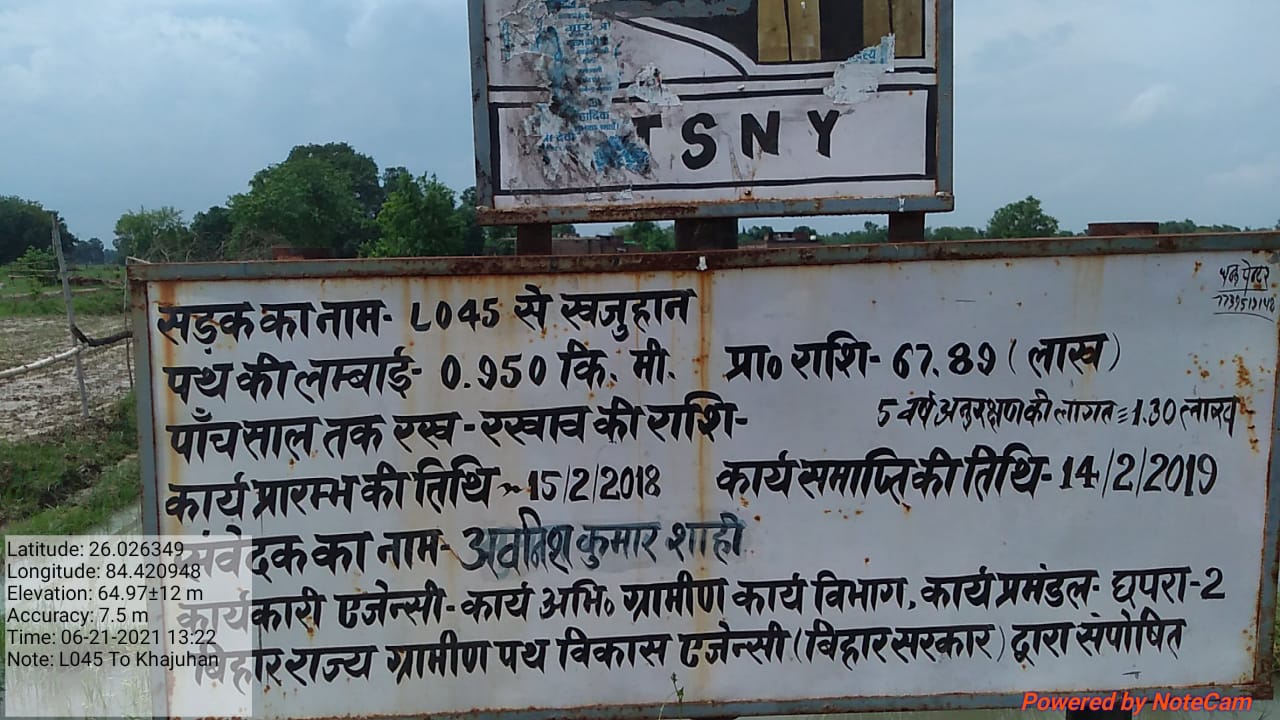 TSNY
सड़क का नाम- L045 से खजुहान
पथ की लम्बाई- 0.950 कि. मी. प्रा० राशि- 67.89 (लाख)
पाँच साल तक रख-रखाव की राशि- 5 वर्ष अनुरक्षण की लागत = 1.30 लाख
कार्य प्रारम्भ की तिथि ~ 15/2/2018 कार्य समाप्ति की तिथि- 14/2/2019
संवेदक का नाम- अवनिश कुमार शाही
कार्यकारी एजेन्सी- कार्य अभि० ग्रामीण कार्य विभाग, कार्य प्रमंडल- छपरा-2
बिहार राज्य ग्रामीण पथ विकास एजेन्सी (बिहार सरकार) द्वारा संपोषित
Latitude: 26.026349
Longitude: 84.420948
Elevation: 64.97±12 m
Accuracy: 7.5 m
Time: 06-21-2021 13:22
Note: L045 To Khajuhan
Powered by NoteCam